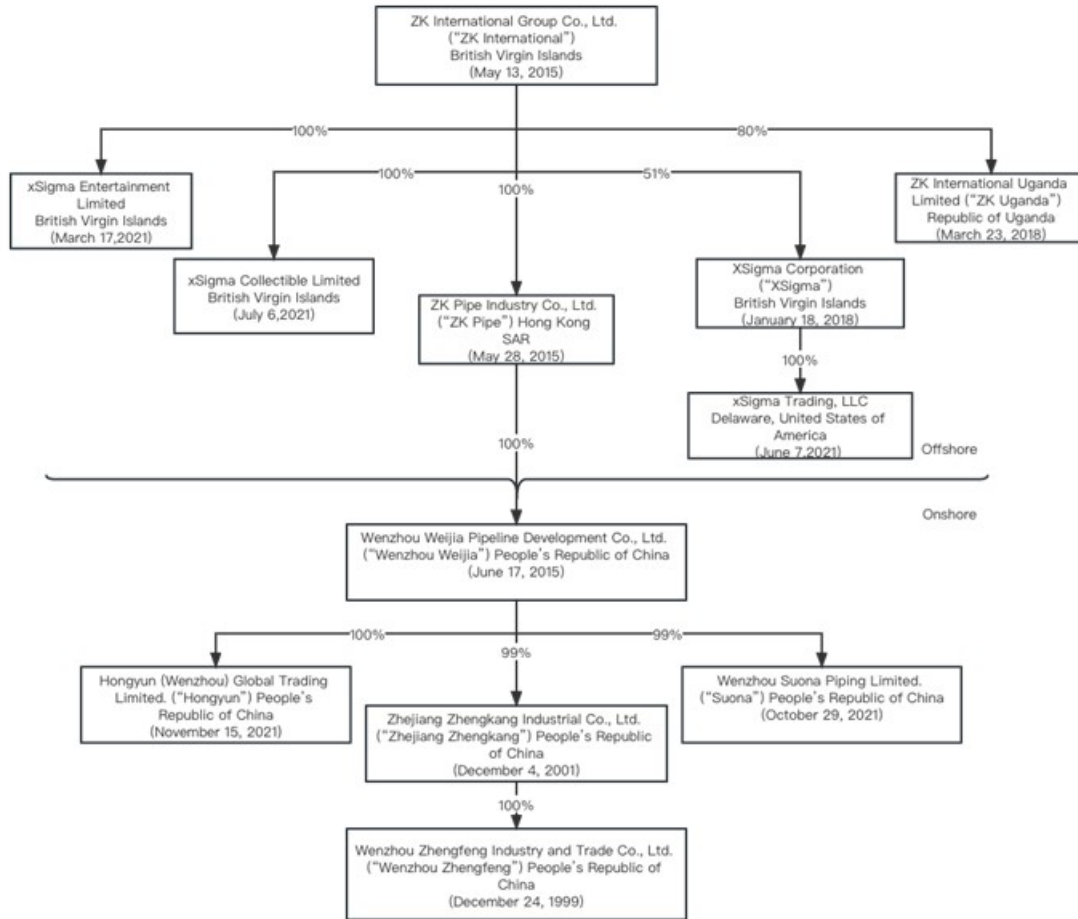 ZK International Group Co., Ltd.
(“ZK International”)
British Virgin Islands
(May 13, 2015)
100%
80%
100%
100%
51%
xSigma Entertainment
Limited
British Virgin Islands
(March 17,2021)
ZK International Uganda
Limited (“ZK Uganda”)
Republic of Uganda
(March 23, 2018)
xSigma Collectible Limited
British Virgin Islands
(July 6,2021)
XSigma Corporation
(“XSigma”)
British Virgin Islands
(January 18, 2018)
ZK Pipe Industry Co., Ltd.
(“ZK Pipe”) Hong Kong
SAR
(May 28, 2015)
100%
xSigma Trading, LLC
Delaware, United States of
America
(June 7,2021)
100%
Offshore
Onshore
Wenzhou Weijia Pipeline Development Co., Ltd.
(“Wenzhou Weijia”) People’s Republic of China
(June 17, 2015)
100%
99%
99%
Hongyun (Wenzhou) Global Trading
Limited. (“Hongyun”) People’s
Republic of China
(November 15, 2021)
Wenzhou Suona Piping Limited.
(“Suona”) People’s Republic of China
(October 29, 2021)
Zhejiang Zhengkang Industrial Co., Ltd.
(“Zhejiang Zhengkang”) People’s Republic
of China
(December 4, 2001)
100%
Wenzhou Zhengfeng Industry and Trade Co., Ltd.
(“Wenzhou Zhengfeng”) People’s Republic of
China
(December 24, 1999)